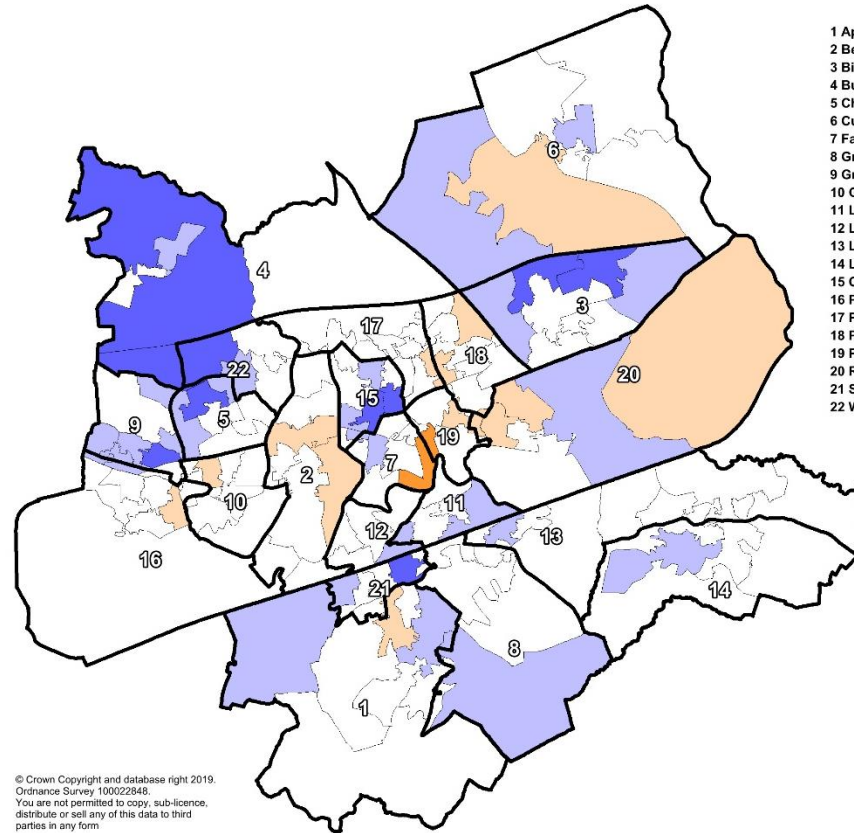 1 Ap
2 Be
3 Bi
4 Bu
5 Ch
6 Cu
7 Fa
8 Gr
9 Gr
10
11 L
12 L
13 L
14 L
15
16
17
18
19
20
21 S
22
6
4
3
17
18
22
20
15
5
9
19
7
2
11
10
12
13
16
21
14
8
1
© Crown Copyright and database right 2019.
Ordnance Survey 100022848.
You are not permitted to copy, sub-licence,
distribute or sell any of this data to third
parties in any form